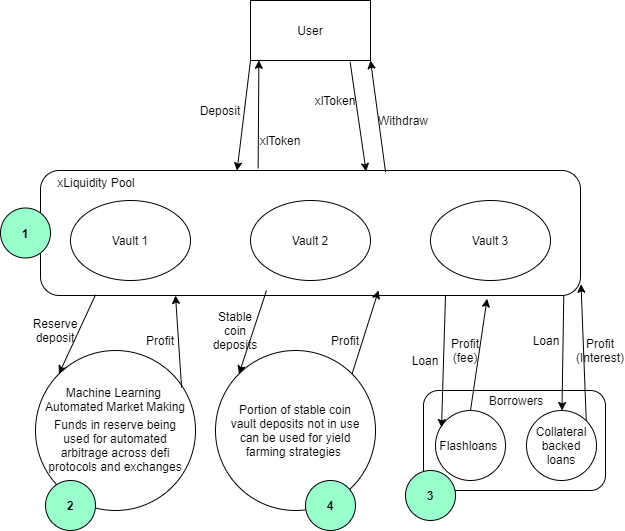 User
Deposit
xlToken
xlToken
Withdraw
xLiquidity Pool
1
Vault 1
Vault 2
Vault 3
Reserve
deposit
Profit
Stable
coin
deposits
Profit
Loan
Profit
(fee)
Loan
Profit
(Interest)
Machine Learning
Automated Market Making
Funds in reserve being
used for automated
arbitrage across defi
protocols and exchanges
2
Portion of stable coin
vault deposits not in use
can be used for yield
farming strategies
4
Borrowers
Flashloans
Collateral
backed
loans
3